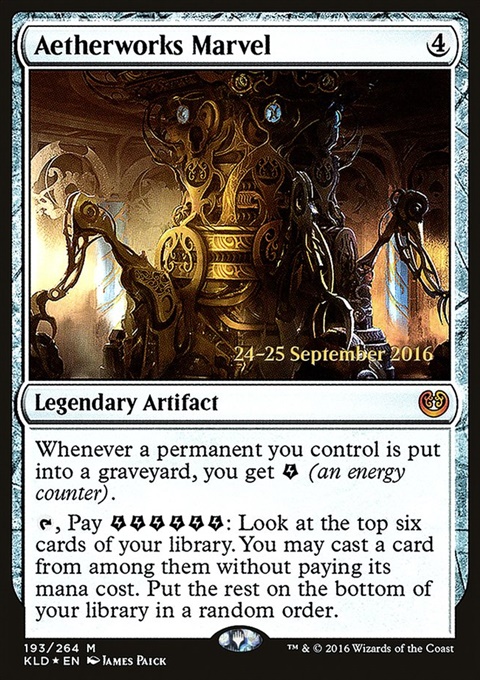 Aetherworks Marvel 4
24–25 September 2016
Legendary Artifact
Whenever a permanent you control is put
into a graveyard, you get (an energy
counter).
, Pay : Look at the top six
cards of your library. You may cast a card
from among them without paying its
mana cost. Put the rest on the bottom of
your library in a random order.
193/264 M
KLD ★ EN James Paick
™ & © 2016 Wizards of the Coast